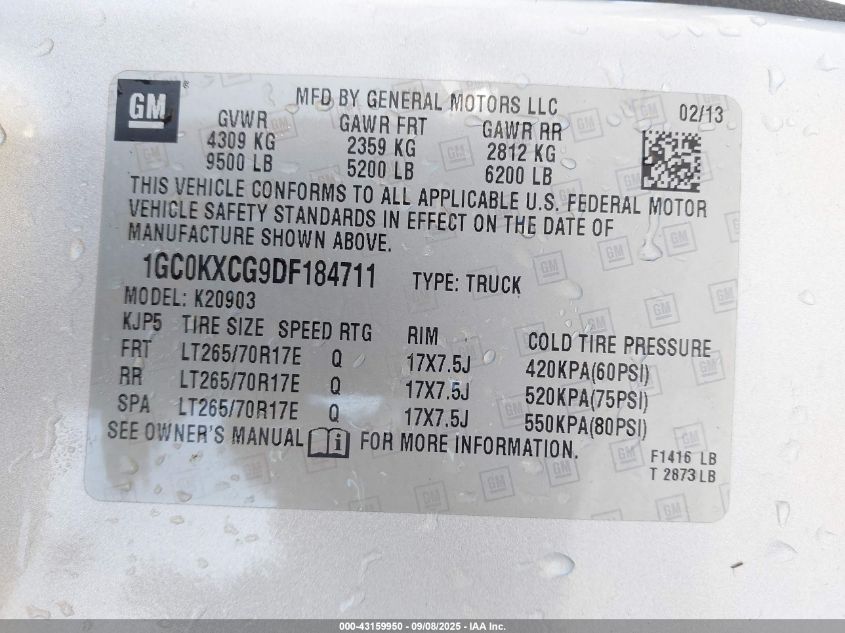 GM
MFD BY GENERAL MOTORS LLC 02/13
GVWR GAWR FRT GAWR RR
4309 KG 2359 KG 2812 KG
9500 LB 5200 LB 6200 LB
THIS VEHICLE CONFORMS TO ALL APPLICABLE U.S. FEDERAL MOTOR
VEHICLE SAFETY STANDARDS IN EFFECT ON THE DATE OF
MANUFACTURE SHOWN ABOVE.
1GC0KXCG9DF184711 TYPE: TRUCK
MODEL: K20903
KJP5 TIRE SIZE SPEED RTG RIM COLD TIRE PRESSURE
FRT LT265/70R17E Q 17X7.5J 420KPA(60PSI)
RR LT265/70R17E Q 17X7.5J 520KPA(75PSI)
SPA LT265/70R17E Q 17X7.5J 550KPA(80PSI)
SEE OWNER'S MANUAL i FOR MORE INFORMATION.
F1416 LB
T 2873 LB
000-43159950 - 09/08/2025 - IAA Inc.